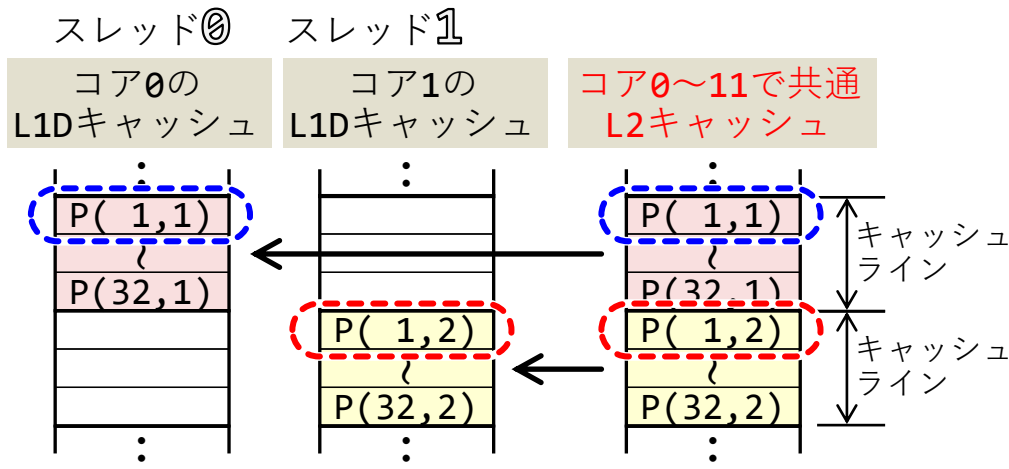 スレッド0 スレッド1
コア0の
L1Dキャッシュ
コア1の
L1Dキャッシュ
コア0～11で共通
L2キャッシュ
P( 1,1)
～
P(32,1)
P( 1,2)
～
P(32,2)
P( 1,1)
～
P(32,1)
P( 1,2)
～
P(32,2)
キャッシュ
ライン
キャッシュ
ライン